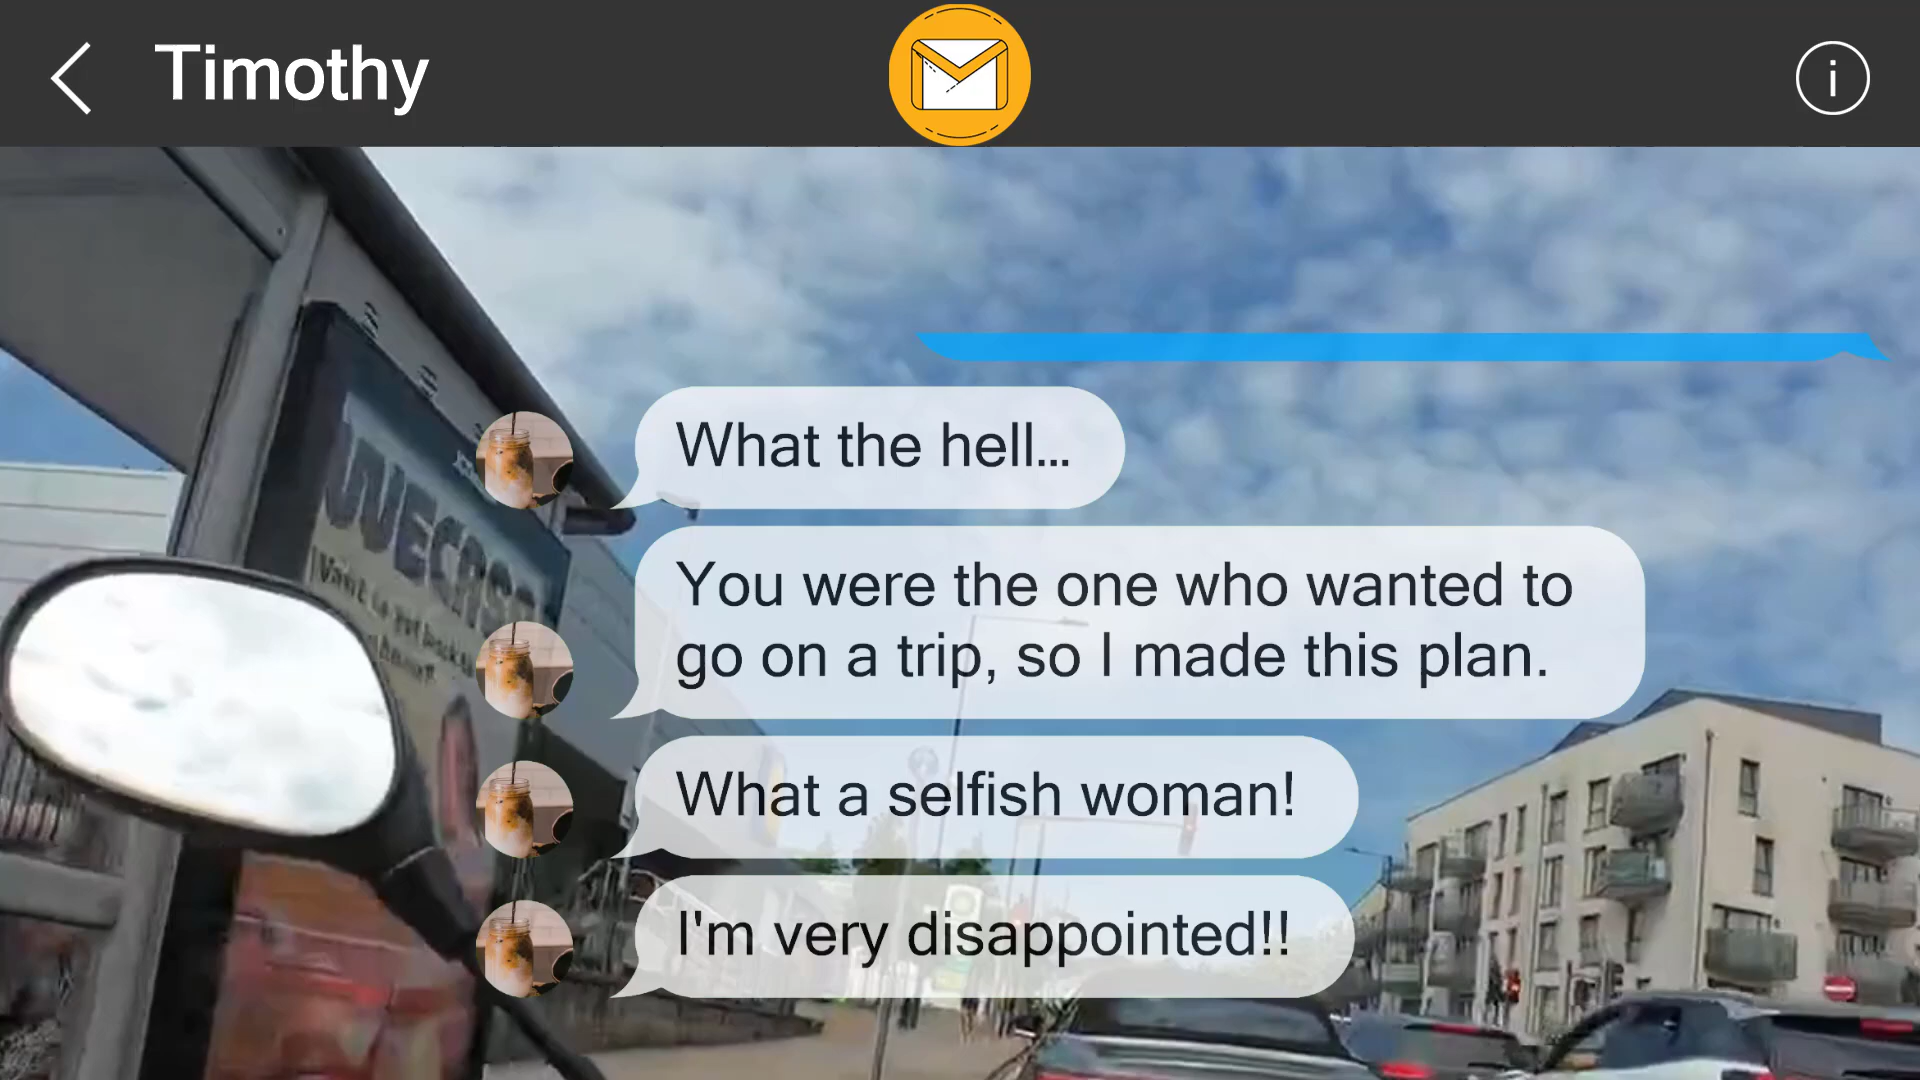 Timothy
i
What the hell...
You were the one who wanted to
go on a trip, so I made this plan.
What a selfish woman!
I'm very disappointed!!